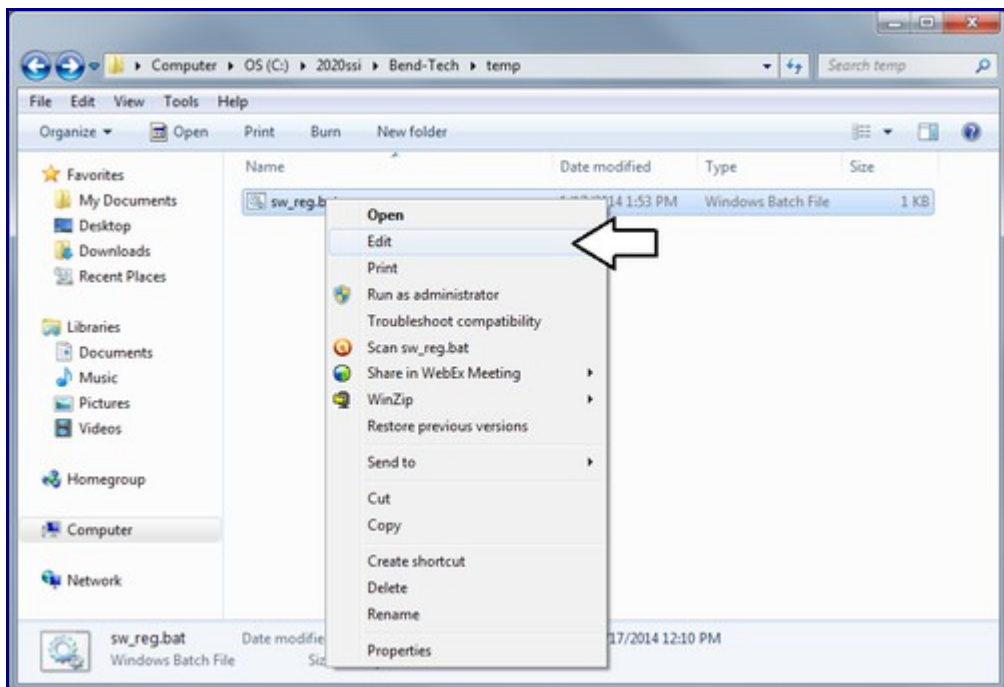 Computer ▸ OS (C:) ▸ 2020ssi ▸ Bend-Tech ▸ temp
Search temp
File Edit View Tools Help
Organize Open Print Burn New folder
Name Date modified Type Size
Favorites
My Documents
Desktop
Downloads
Recent Places
Libraries
Documents
Music
Pictures
Videos
Homegroup
Computer
Network
2014 1:53 PM Windows Batch File 1 KB
Open
Edit
Print
Run as administrator
Troubleshoot compatibility
Scan sw_reg.bat
Share in WebEx Meeting
WinZip
Restore previous versions
Send to
Cut
Copy
Create shortcut
Delete
Rename
Properties
sw_reg.bat Date modifie 17/2014 12:10 PM
Windows Batch File Siz